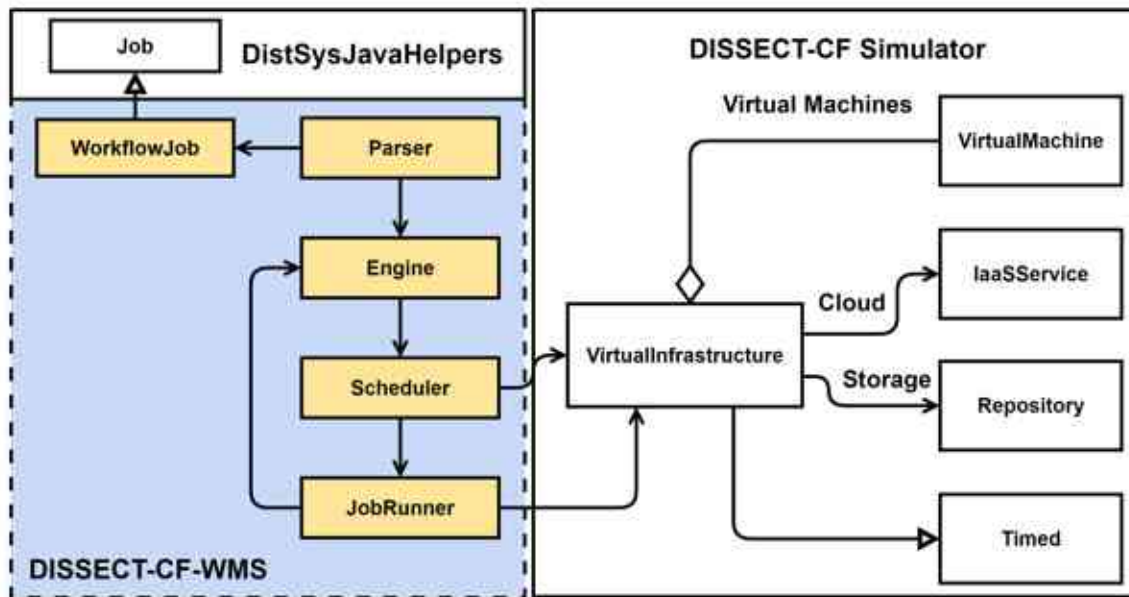 Job
DistSysJavaHelpers
WorkflowJob
Parser
Engine
Scheduler
JobRunner
DISSECT-CF-WMS
DISSECT-CF Simulator
Virtual Machines
VirtualMachine
IaaSService
Cloud
VirtualInfrastructure
Storage
Repository
Timed